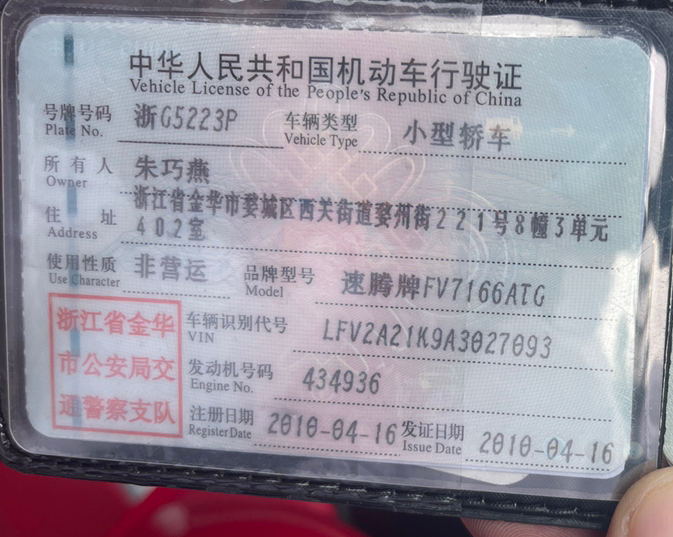 中华人民共和国机动车行驶证
Vehicle License of the People's Republic of China
号牌号码 浙G5223P 车辆类型 小型轿车
Plate No. Vehicle Type
所有人 朱巧燕
Owner
住址 浙江省金华市婺城区西关街道婺州街221号8幢3单元
Address 402室
使用性质 非营运 品牌型号 速腾牌FV7166ATG
Use Character Model
浙江省金华
市公安局交
通警察支队
车辆识别代号 LFV2A21K9A3027093
VIN
发动机号码 434936
Engine No.
注册日期 2010-04-16 发证日期 2010-04-16
Register Date Issue Date